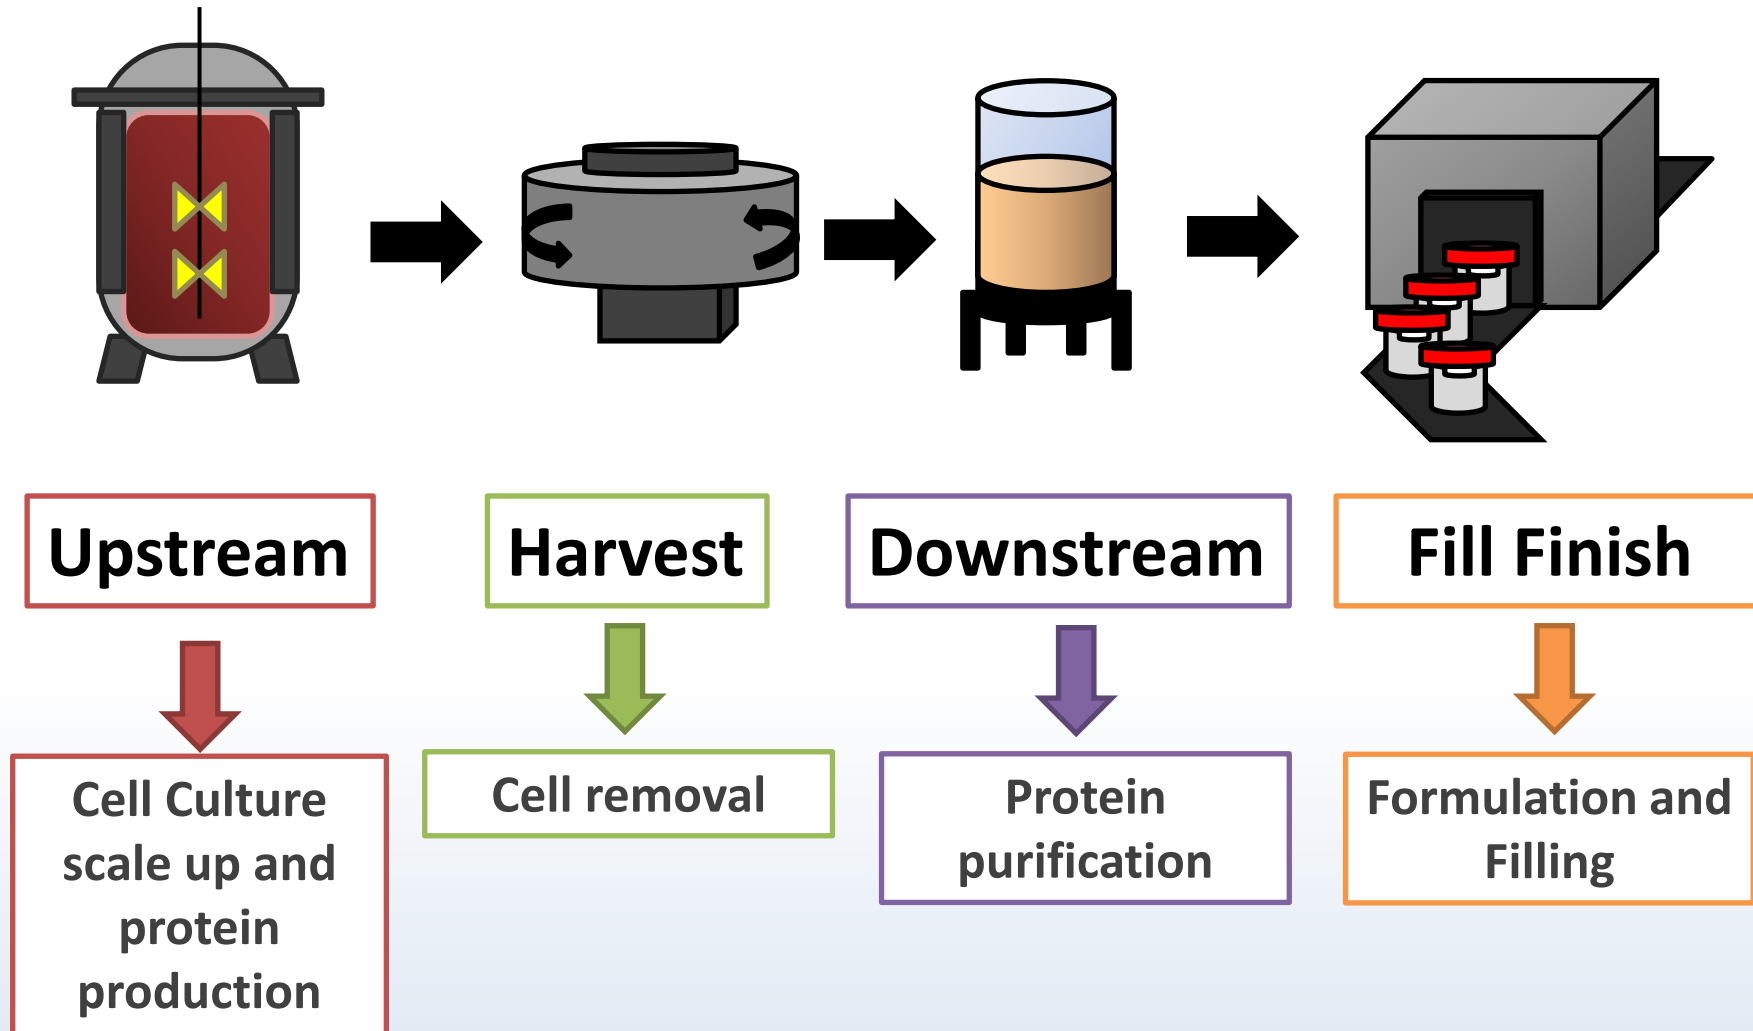 Upstream
Harvest
Downstream
Fill Finish
Cell Culture
scale up and
protein
production
Cell removal
Protein
purification
Formulation and
Filling